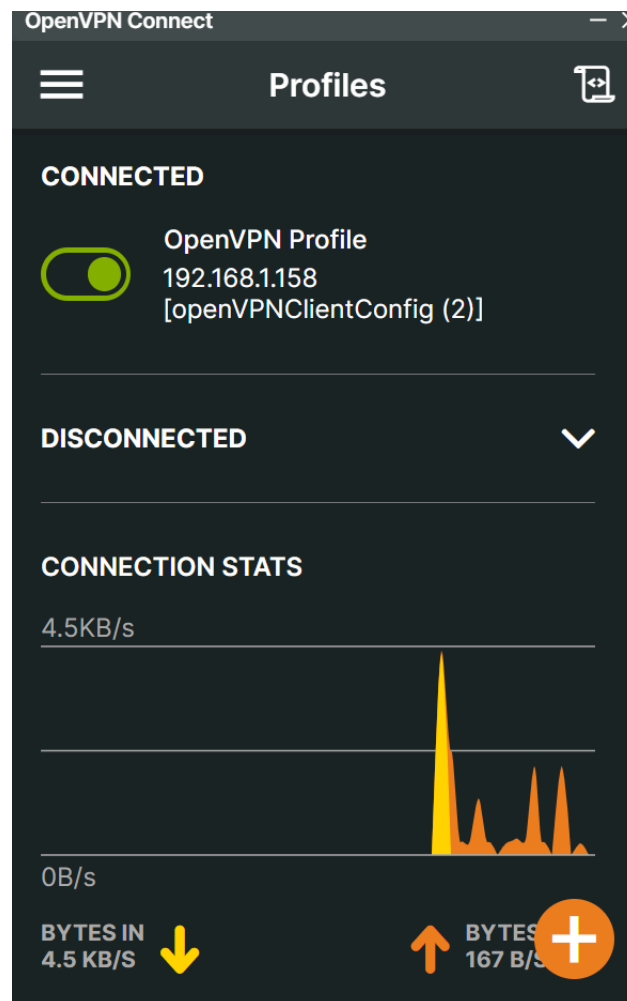 OpenVPN Connect
Profiles
CONNECTED
OpenVPN Profile
192.168.1.158
[openVPNClientConfig (2)]
DISCONNECTED
CONNECTION STATS
4.5KB/s
0B/s
BYTES IN
4.5 KB/S
BYTES
167 B/S